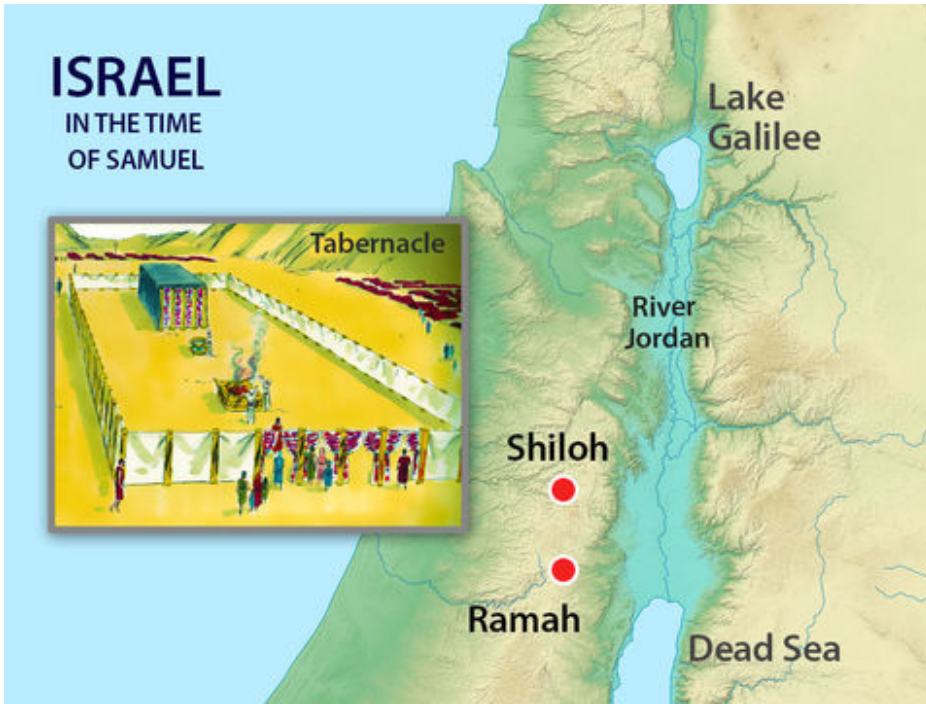 ISRAEL
IN THE TIME
OF SAMUEL
Lake
Galilee
Tabernacle
River
Jordan
Shiloh
Ramah
Dead Sea